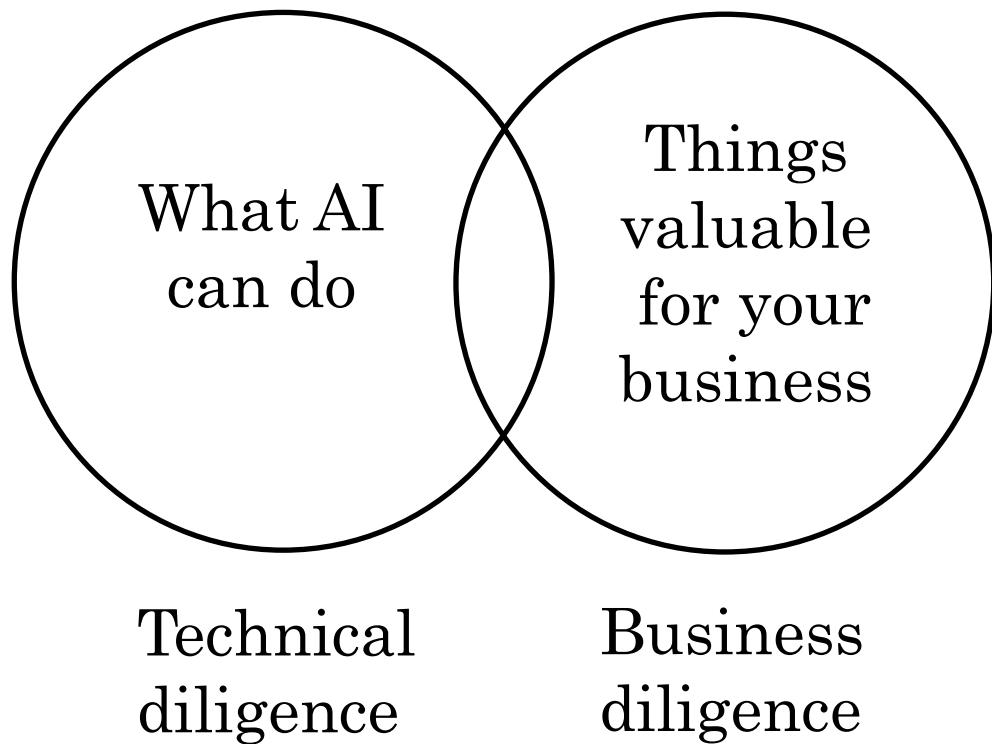 What AI
can do
Things
valuable
for your
business
Technical
diligence
Business
diligence